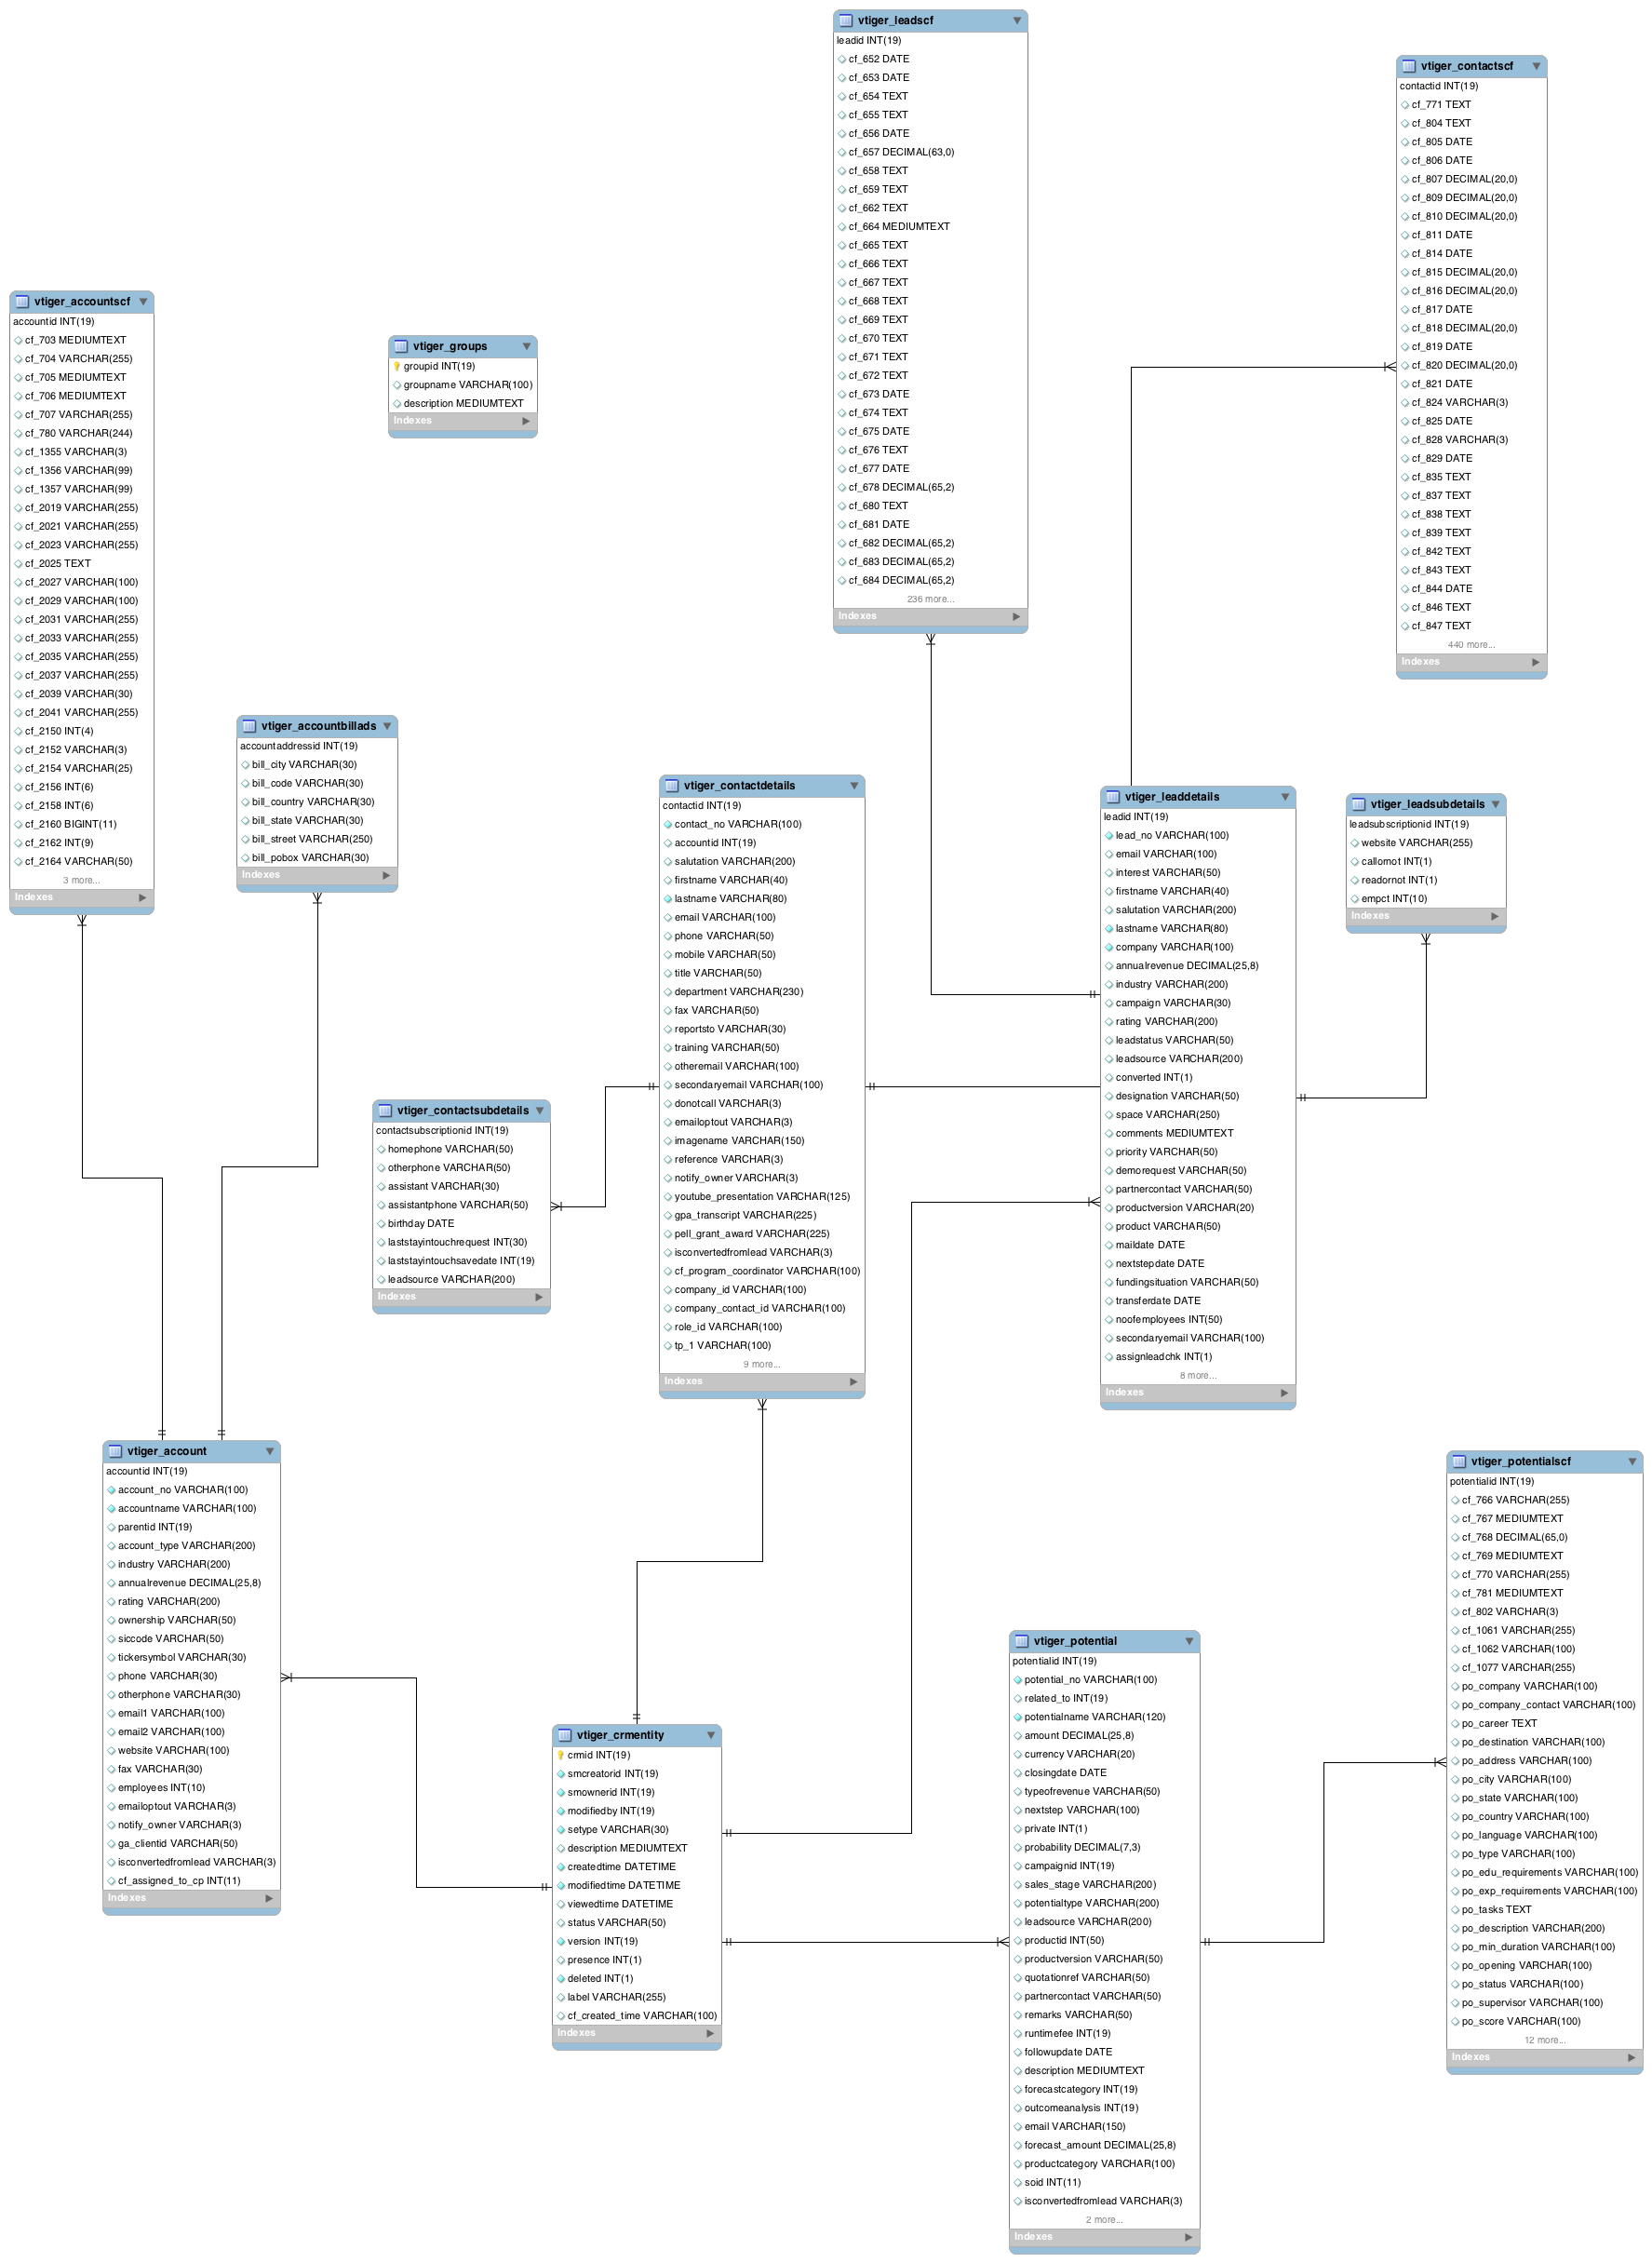 vtiger_leadscf
leadid INT(19)
cf_652 DATE
cf_653 DATE
cf_654 TEXT
cf_655 TEXT
cf_656 DATE
cf_657 DECIMAL(63,0)
cf_658 TEXT
cf_659 TEXT
cf_662 TEXT
cf_664 MEDIUMTEXT
cf_665 TEXT
cf_666 TEXT
cf_667 TEXT
cf_668 TEXT
cf_669 TEXT
cf_670 TEXT
cf_671 TEXT
cf_672 TEXT
cf_673 DATE
cf_674 TEXT
cf_675 DATE
cf_676 TEXT
cf_677 DATE
cf_678 DECIMAL(65,2)
cf_680 TEXT
cf_681 DATE
cf_682 DECIMAL(65,2)
cf_683 DECIMAL(65,2)
cf_684 DECIMAL(65,2)
236 more...
Indexes
vtiger_contactscf
contactid INT(19)
cf_771 TEXT
cf_804 TEXT
cf_805 DATE
cf_806 DATE
cf_807 DECIMAL(20,0)
cf_809 DECIMAL(20,0)
cf_810 DECIMAL(20,0)
cf_811 DATE
cf_814 DATE
cf_815 DECIMAL(20,0)
cf_816 DECIMAL(20,0)
cf_817 DATE
cf_818 DECIMAL(20,0)
cf_819 DATE
cf_820 DECIMAL(20,0)
cf_821 DATE
cf_824 VARCHAR(3)
cf_825 DATE
cf_828 VARCHAR(3)
cf_829 DATE
cf_835 TEXT
cf_837 TEXT
cf_838 TEXT
cf_839 TEXT
cf_842 TEXT
cf_843 TEXT
cf_844 DATE
cf_846 TEXT
cf_847 TEXT
440 more...
Indexes
vtiger_accountscf
accountid INT(19)
cf_703 MEDIUMTEXT
cf_704 VARCHAR(255)
cf_705 MEDIUMTEXT
cf_706 MEDIUMTEXT
cf_707 VARCHAR(255)
cf_780 VARCHAR(244)
cf_1355 VARCHAR(3)
cf_1356 VARCHAR(99)
cf_1357 VARCHAR(99)
cf_2019 VARCHAR(255)
cf_2021 VARCHAR(255)
cf_2023 VARCHAR(255)
cf_2025 TEXT
cf_2027 VARCHAR(100)
cf_2029 VARCHAR(100)
cf_2031 VARCHAR(255)
cf_2033 VARCHAR(255)
cf_2035 VARCHAR(255)
cf_2037 VARCHAR(255)
cf_2039 VARCHAR(30)
cf_2041 VARCHAR(255)
cf_2150 INT(4)
cf_2152 VARCHAR(3)
cf_2154 VARCHAR(25)
cf_2156 INT(6)
cf_2158 INT(6)
cf_2160 BIGINT(11)
cf_2162 INT(9)
cf_2164 VARCHAR(50)
3 more...
Indexes
vtiger_groups
groupid INT(19)
groupname VARCHAR(100)
description MEDIUMTEXT
Indexes
vtiger_accountbillads
accountaddressid INT(19)
bill_city VARCHAR(30)
bill_code VARCHAR(30)
bill_country VARCHAR(30)
bill_state VARCHAR(30)
bill_street VARCHAR(250)
bill_pobox VARCHAR(30)
Indexes
vtiger_contactdetails
contactid INT(19)
contact_no VARCHAR(100)
accountid INT(19)
salutation VARCHAR(200)
firstname VARCHAR(40)
lastname VARCHAR(80)
email VARCHAR(100)
phone VARCHAR(50)
mobile VARCHAR(50)
title VARCHAR(50)
department VARCHAR(230)
fax VARCHAR(50)
reportsto VARCHAR(30)
training VARCHAR(50)
otheremail VARCHAR(100)
secondaryemail VARCHAR(100)
donotcall VARCHAR(3)
emailoptout VARCHAR(3)
imagename VARCHAR(150)
reference VARCHAR(3)
notify_owner VARCHAR(3)
youtube_presentation VARCHAR(125)
gpa_transcript VARCHAR(225)
pell_grant_award VARCHAR(225)
isconvertedfromlead VARCHAR(3)
cf_program_coordinator VARCHAR(100)
company_id VARCHAR(100)
company_contact_id VARCHAR(100)
role_id VARCHAR(100)
tp_1 VARCHAR(100)
9 more...
Indexes
vtiger_leaddetails
leadid INT(19)
lead_no VARCHAR(100)
email VARCHAR(100)
interest VARCHAR(50)
firstname VARCHAR(40)
salutation VARCHAR(200)
lastname VARCHAR(80)
company VARCHAR(100)
annualrevenue DECIMAL(25,8)
industry VARCHAR(200)
campaign VARCHAR(30)
rating VARCHAR(200)
leadstatus VARCHAR(50)
leadsource VARCHAR(200)
converted INT(1)
designation VARCHAR(50)
space VARCHAR(250)
comments MEDIUMTEXT
priority VARCHAR(50)
demorequest VARCHAR(50)
partnercontact VARCHAR(50)
productversion VARCHAR(20)
product VARCHAR(50)
maildate DATE
nextstepdate DATE
fundingsituation VARCHAR(50)
transferdate DATE
noofemployees INT(50)
secondaryemail VARCHAR(100)
assignleadchk INT(1)
8 more...
Indexes
vtiger_leadsubdetails
leadsubscriptionid INT(19)
website VARCHAR(255)
callornot INT(1)
readornot INT(1)
empct INT(10)
Indexes
vtiger_contactsubdetails
contactsubscriptionid INT(19)
homephone VARCHAR(50)
otherphone VARCHAR(50)
assistant VARCHAR(30)
assistantphone VARCHAR(50)
birthday DATE
laststayintouchrequest INT(30)
laststayintouchsavedate INT(19)
leadsource VARCHAR(200)
Indexes
vtiger_account
accountid INT(19)
account_no VARCHAR(100)
accountname VARCHAR(100)
parentid INT(19)
account_type VARCHAR(200)
industry VARCHAR(200)
annualrevenue DECIMAL(25,8)
rating VARCHAR(200)
ownership VARCHAR(50)
siccode VARCHAR(50)
tickersymbol VARCHAR(30)
phone VARCHAR(30)
otherphone VARCHAR(30)
email1 VARCHAR(100)
email2 VARCHAR(100)
website VARCHAR(100)
fax VARCHAR(30)
employees INT(10)
emailoptout VARCHAR(3)
notify_owner VARCHAR(3)
ga_clientid VARCHAR(50)
isconvertedfromlead VARCHAR(3)
cf_assigned_to_cp INT(11)
Indexes
vtiger_crmentity
crmid INT(19)
smcreatorid INT(19)
smownerid INT(19)
modifiedby INT(19)
setype VARCHAR(30)
description MEDIUMTEXT
createdtime DATETIME
modifiedtime DATETIME
viewedtime DATETIME
status VARCHAR(50)
version INT(19)
presence INT(1)
deleted INT(1)
label VARCHAR(255)
cf_created_time VARCHAR(100)
Indexes
vtiger_potential
potentialid INT(19)
potential_no VARCHAR(100)
related_to INT(19)
potentialname VARCHAR(120)
amount DECIMAL(25,8)
currency VARCHAR(20)
closingdate DATE
typeofrevenue VARCHAR(50)
nextstep VARCHAR(100)
private INT(1)
probability DECIMAL(7,3)
campaignid INT(19)
sales_stage VARCHAR(200)
potentialtype VARCHAR(200)
leadsource VARCHAR(200)
productid INT(50)
productversion VARCHAR(50)
quotationref VARCHAR(50)
partnercontact VARCHAR(50)
remarks VARCHAR(50)
runtimefee INT(19)
followupdate DATE
description MEDIUMTEXT
forecastcategory INT(19)
outcomeanalysis INT(19)
email VARCHAR(150)
forecast_amount DECIMAL(25,8)
productcategory VARCHAR(100)
soid INT(11)
isconvertedfromlead VARCHAR(3)
2 more...
Indexes
vtiger_potentialscf
potentialid INT(19)
cf_766 VARCHAR(255)
cf_767 MEDIUMTEXT
cf_768 DECIMAL(65,0)
cf_769 MEDIUMTEXT
cf_770 VARCHAR(255)
cf_781 MEDIUMTEXT
cf_802 VARCHAR(3)
cf_1061 VARCHAR(255)
cf_1062 VARCHAR(100)
cf_1077 VARCHAR(255)
po_company VARCHAR(100)
po_company_contact VARCHAR(100)
po_career TEXT
po_destination VARCHAR(100)
po_address VARCHAR(100)
po_city VARCHAR(100)
po_state VARCHAR(100)
po_country VARCHAR(100)
po_language VARCHAR(100)
po_type VARCHAR(100)
po_edu_requirements VARCHAR(100)
po_exp_requirements VARCHAR(100)
po_tasks TEXT
po_description VARCHAR(200)
po_min_duration VARCHAR(100)
po_opening VARCHAR(100)
po_status VARCHAR(100)
po_supervisor VARCHAR(100)
po_score VARCHAR(100)
12 more...
Indexes